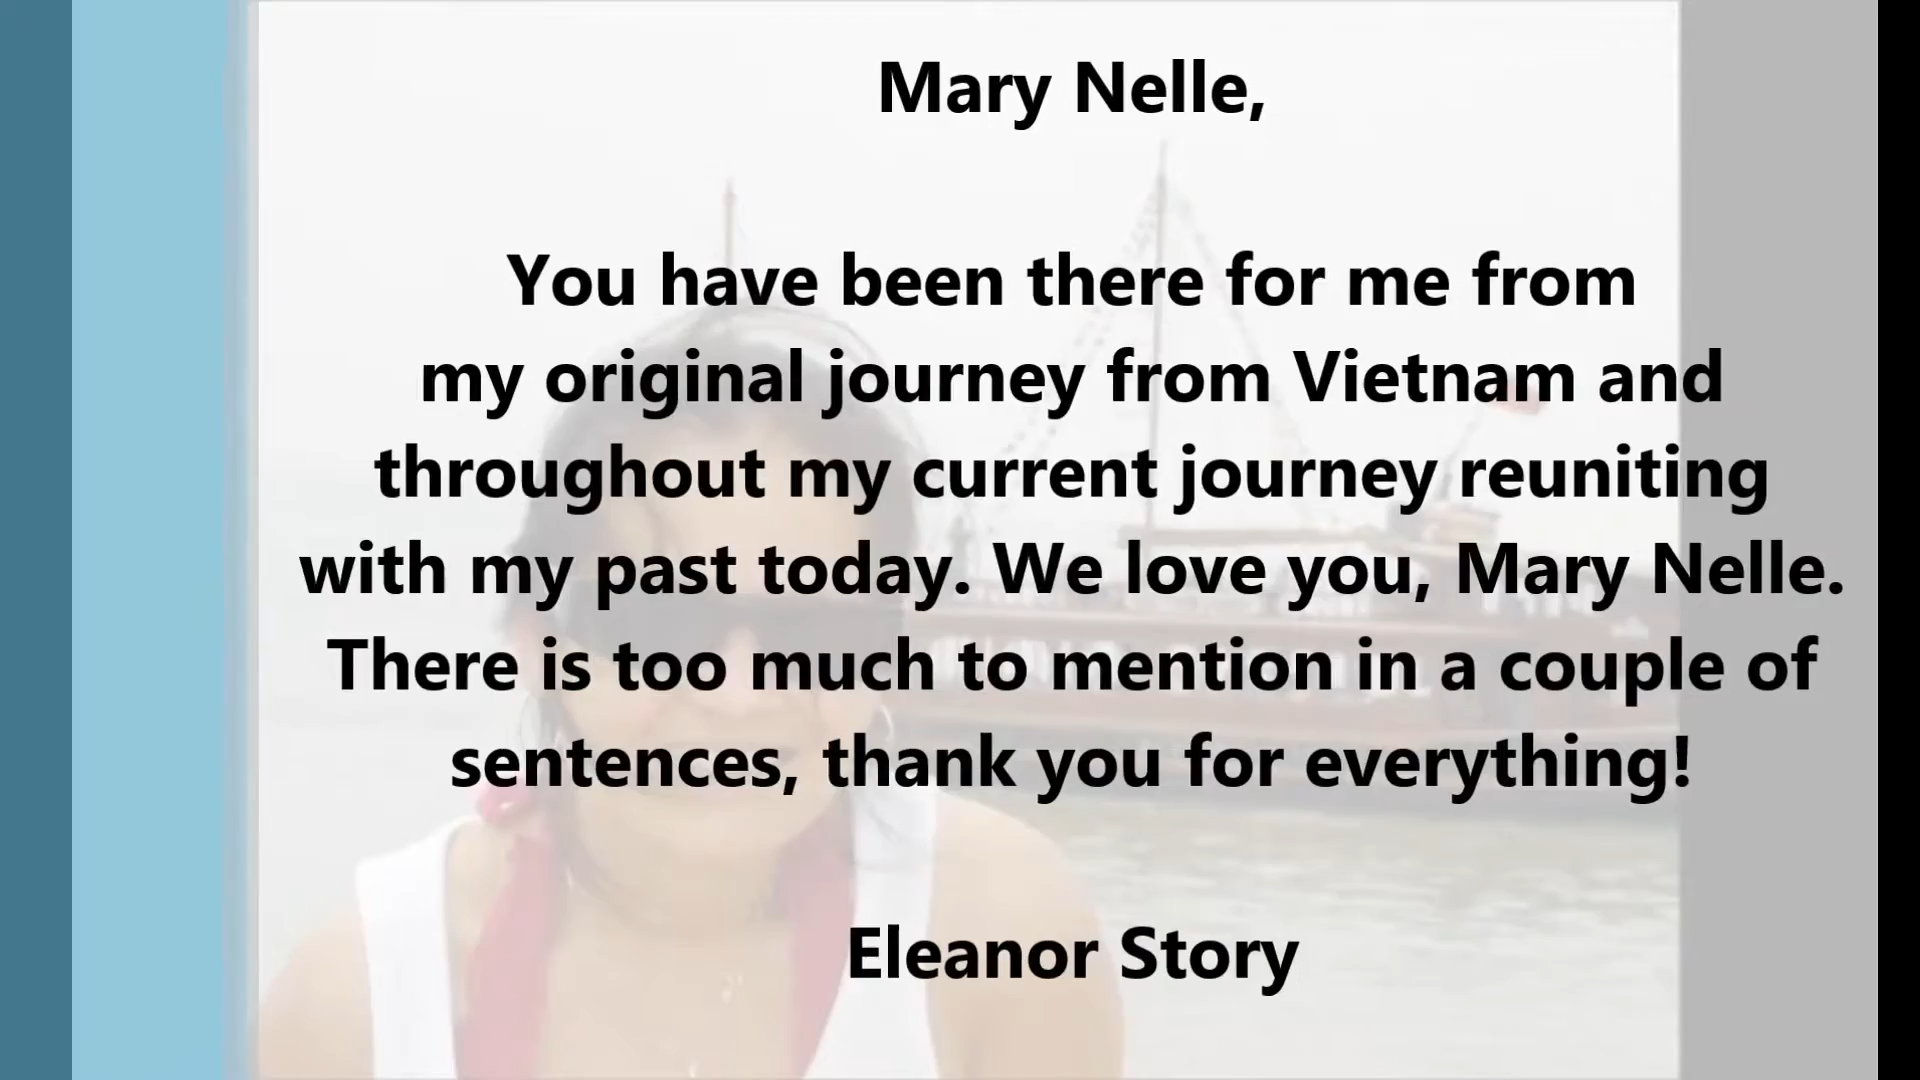 Mary Nelle,
You have been there for me from
my original journey from Vietnam and
throughout my current journey reuniting
with my past today. We love you, Mary Nelle.
There is too much to mention in a couple of
sentences, thank you for everything!
Eleanor Story